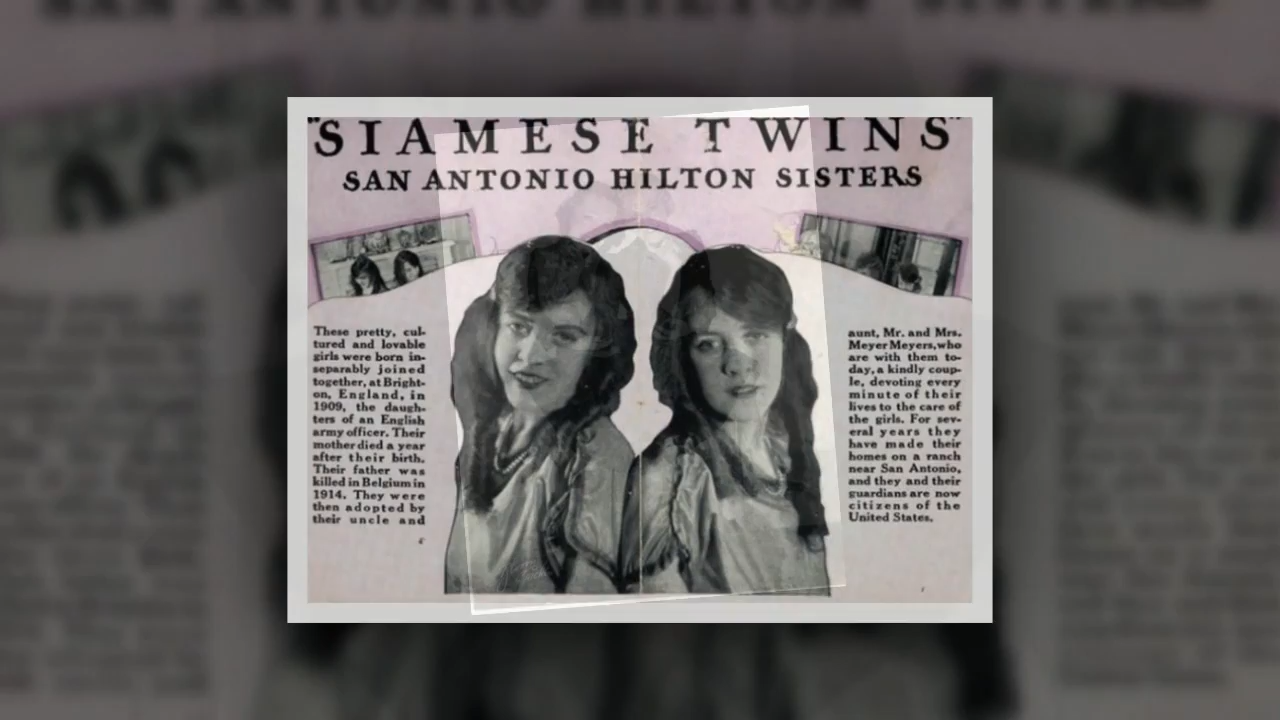 "SIAMESE TWINS"
SAN ANTONIO HILTON SISTERS
These pretty, cul-
tured and lovable
girls were born in-
separably joined
together, at Bright-
on, England, in
1909, the daugh-
ters of an English
army officer. Their
mother died a year
after their birth.
Their father was
killed in Belgium in
1914. They were
then adopted by
their uncle and
aunt, Mr. and Mrs.
Meyer Meyers, who
are with them to-
day, a kindly coup-
le, devoting every
minute of their
lives to the care of
the girls. For sev-
eral years they
have made their
homes on a ranch
near San Antonio,
and they and their
guardians are now
citizens of the
United States.